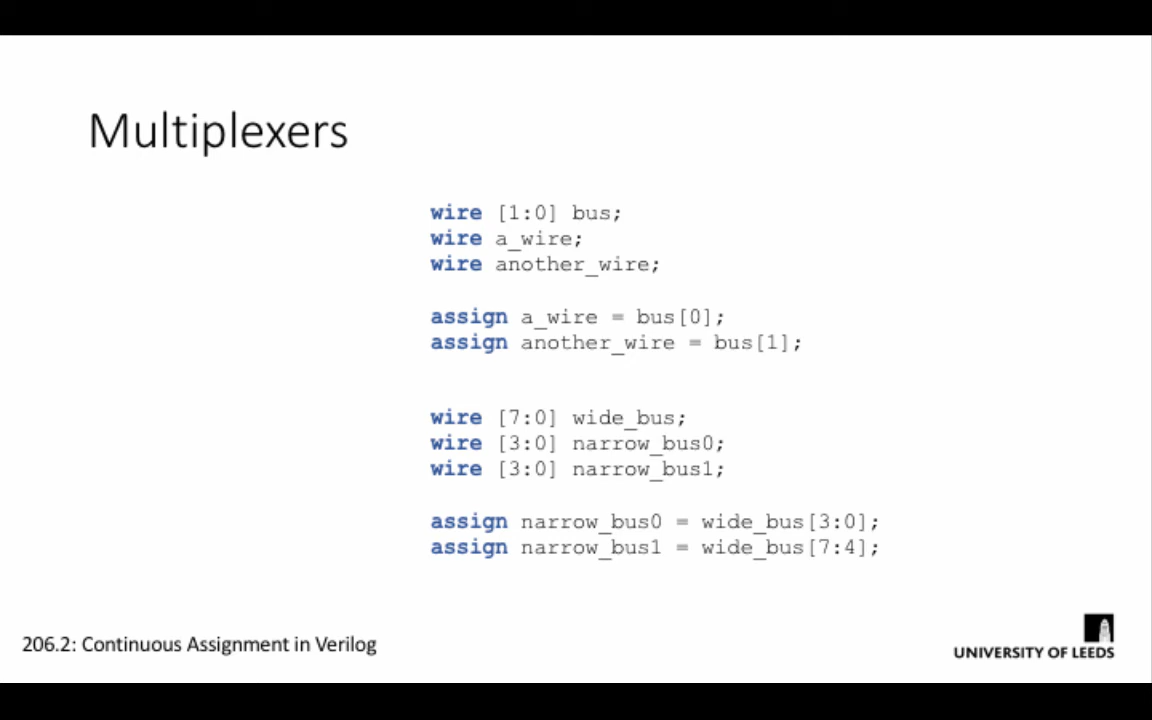 Multiplexers
wire [1:0] bus;
wire a_wire;
wire another_wire;
assign a_wire = bus[0];
assign another_wire = bus[1];
wire [7:0] wide_bus;
wire [3:0] narrow_bus0;
wire [3:0] narrow_bus1;
assign narrow_bus0 = wide_bus[3:0];
assign narrow_bus1 = wide_bus[7:4];
206.2: Continuous Assignment in Verilog
UNIVERSITY OF LEEDS